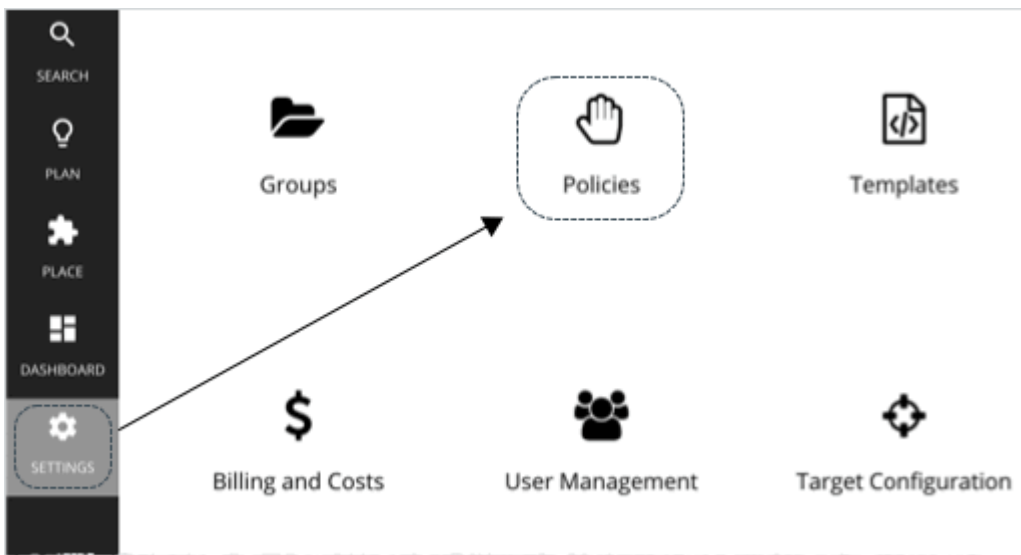 SEARCH
PLAN
PLACE
DASHBOARD
SETTINGS
Groups
Policies
Templates
Billing and Costs
User Management
Target Configuration